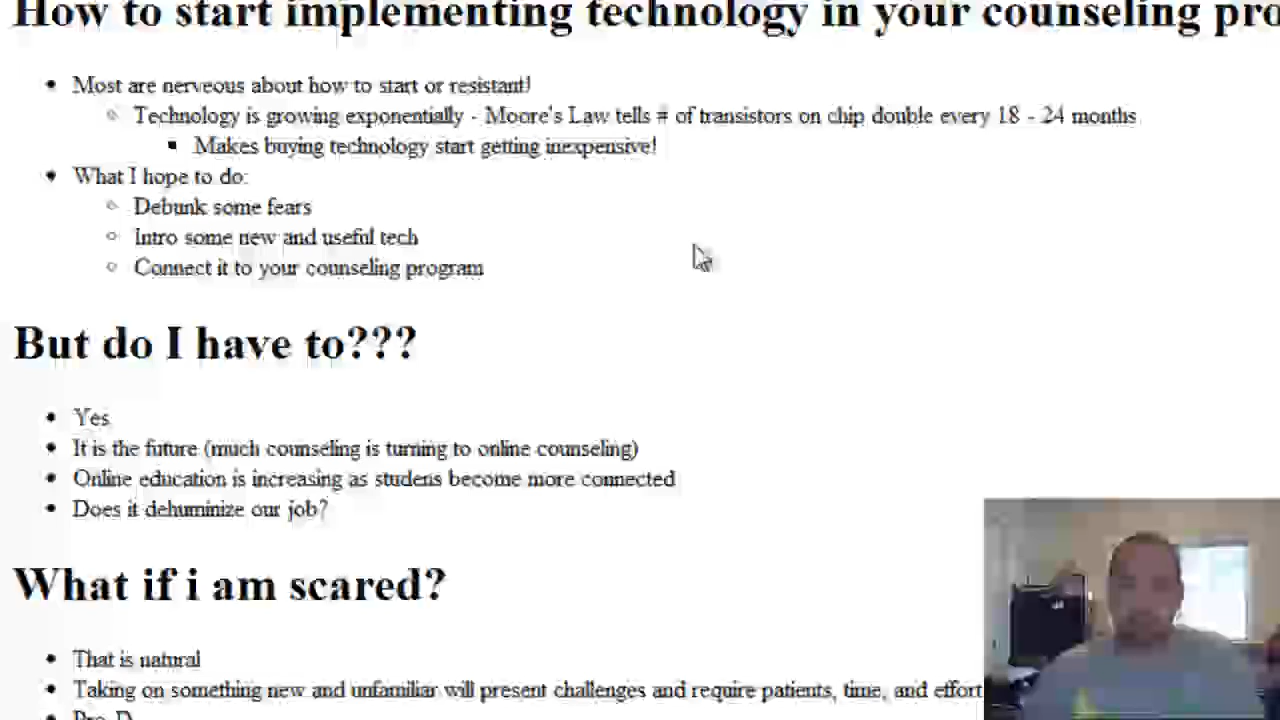 How to start implementing technology in your counseling pro
Most are nerveous about how to start or resistant!
Technology is growing exponentially - Moore's Law tells # of transistors on chip double every 18 - 24 months
Makes buying technology start getting inexpensive!
What I hope to do:
Debunk some fears
Intro some new and useful tech
Connect it to your counseling program
But do I have to???
Yes
It is the future (much counseling is turning to online counseling)
Online education is increasing as studens become more connected
Does it dehuminize our job?
What if i am scared?
That is natural
Taking on something new and unfamiliar will present challenges and require patients, time, and effort
Pro-D